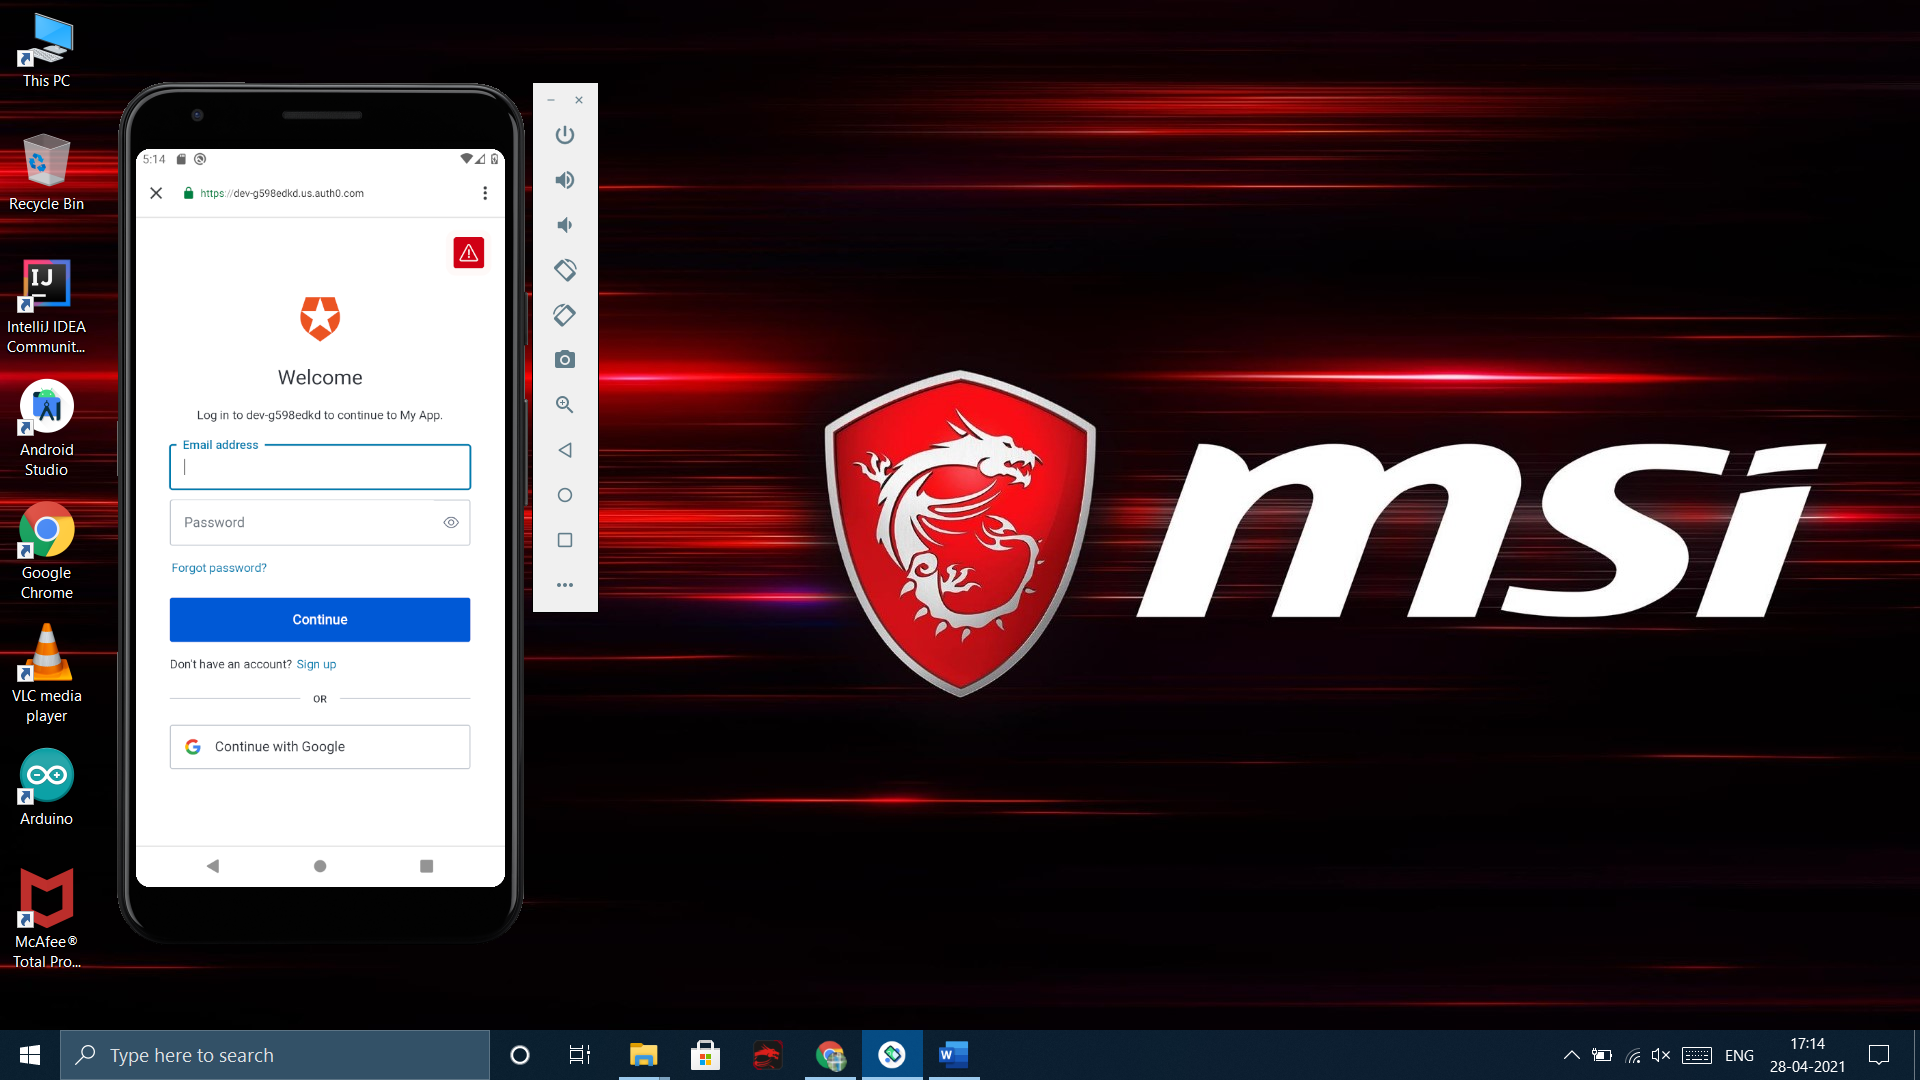 This PC
Recycle Bin
IJ
IntelliJ IDEA
Communit...
Android
Studio
Google
Chrome
VLC media
player
Arduino
McAfee®
Total Pro...
5:14
https://dev-g598edkd.us.auth0.com
Welcome
Log in to dev-g598edkd to continue to My App.
Email address
Password
Forgot password?
Continue
Don't have an account? Sign up
OR
Continue with Google
msi
Type here to search
W
ENG
17:14
28-04-2021